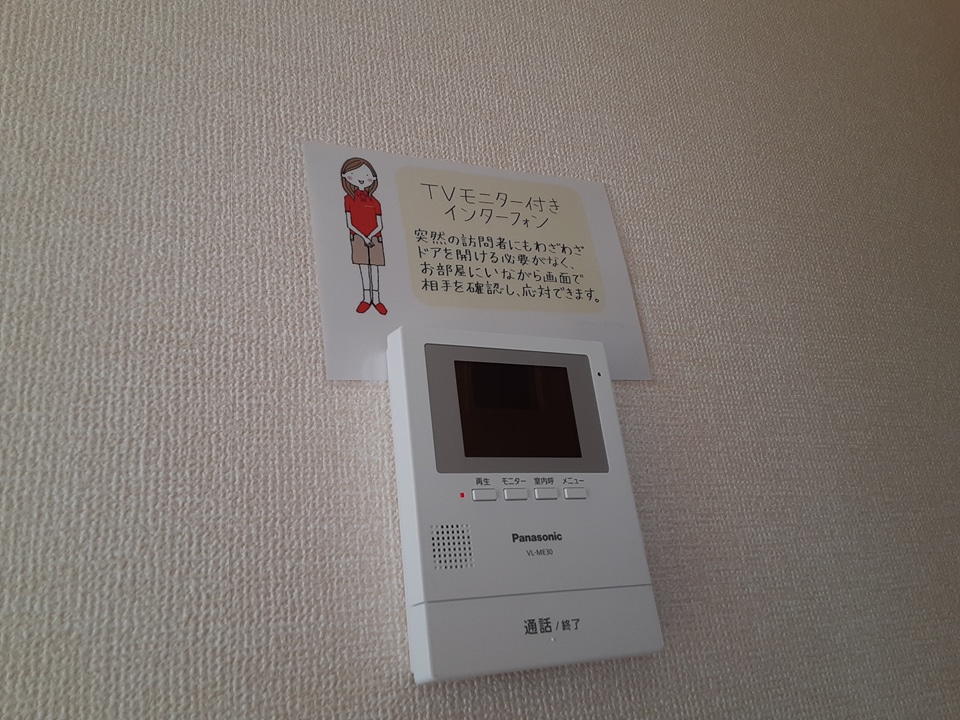 TVモニター付き
インターフォン
突然の訪問者にもわざわざ
ドアを開ける必要がなく、
お部屋にいながら画面で
相手を確認し、応対できます。
再生 モニター 室内呼 メニュー
Panasonic
VL-ME30
通話 / 終了